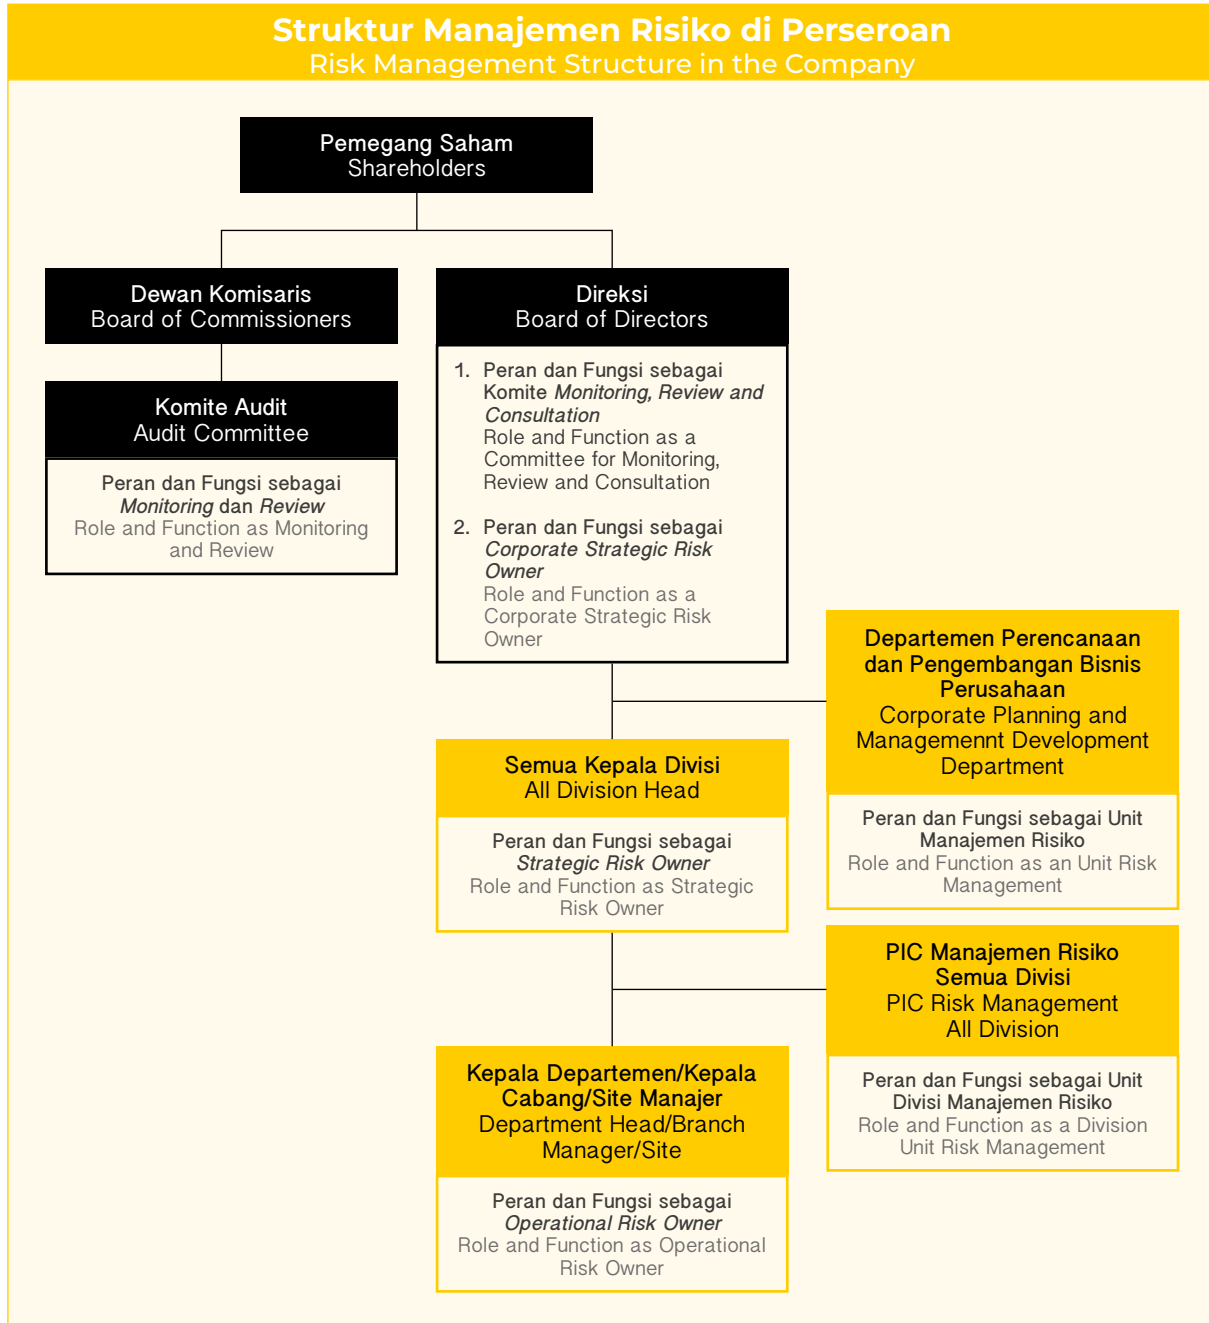 Struktur Manajemen Risiko di Perseroan
Risk Management Structure in the Company
Pemegang Saham
Shareholders
Dewan Komisaris
Board of Commissioners
Direksi
Board of Directors
Komite Audit
Audit Committee
Peran dan Fungsi sebagai
Monitoring dan Review
Role and Function as Monitoring
and Review
1. Peran dan Fungsi sebagai
Komite Monitoring, Review and
Consultation
Role and Function as a
Committee for Monitoring,
Review and Consultation
2. Peran dan Fungsi sebagai
Corporate Strategic Risk
Owner
Role and Function as a
Corporate Strategic Risk
Owner
Departemen Perencanaan
dan Pengembangan Bisnis
Perusahaan
Corporate Planning and
Managemennt Development
Department
Peran dan Fungsi sebagai Unit
Manajemen Risiko
Role and Function as an Unit Risk
Management
Semua Kepala Divisi
All Division Head
Peran dan Fungsi sebagai
Strategic Risk Owner
Role and Function as Strategic
Risk Owner
PIC Manajemen Risiko
Semua Divisi
PIC Risk Management
All Division
Peran dan Fungsi sebagai Unit
Divisi Manajemen Risiko
Role and Function as a Division
Unit Risk Management
Kepala Departemen/Kepala
Cabang/Site Manajer
Department Head/Branch
Manager/Site
Peran dan Fungsi sebagai
Operational Risk Owner
Role and Function as Operational
Risk Owner